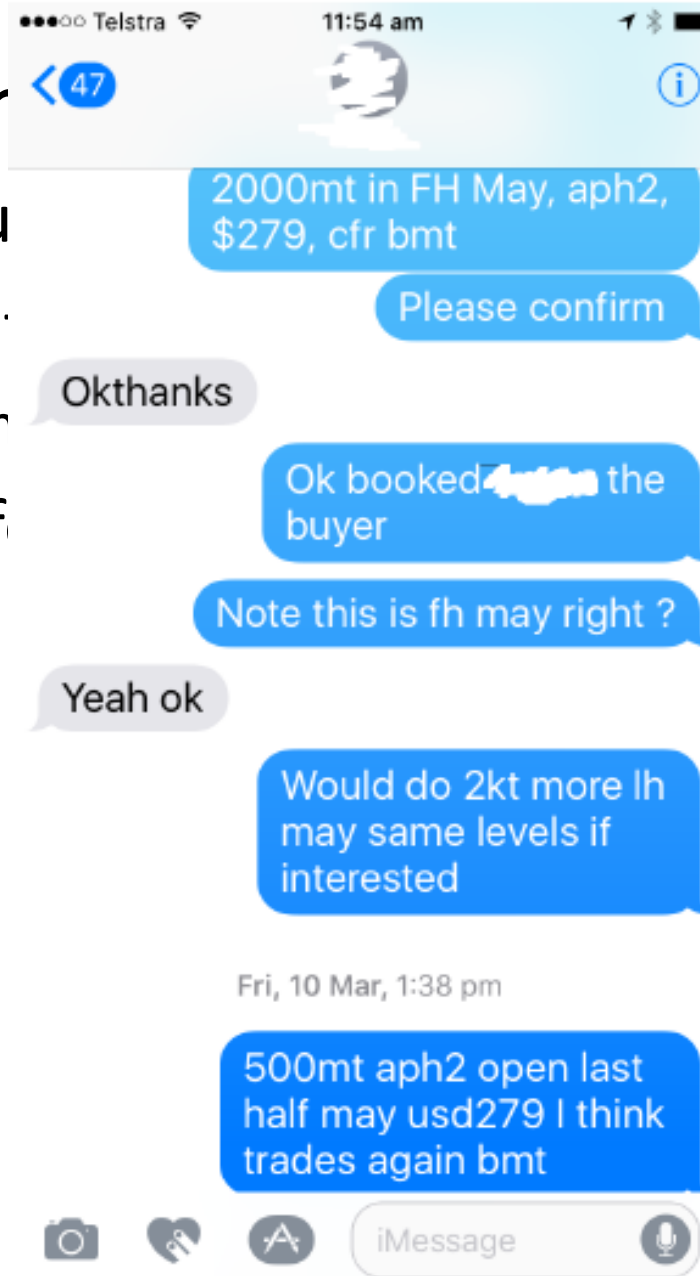 Telstra 11:54 am
47
2000mt in FH May, aph2,
$279, cfr bmt
Please confirm
Okthanks
Ok booked the
buyer
Note this is fh may right ?
Yeah ok
Would do 2kt more lh
may same levels if
interested
Fri, 10 Mar, 1:38 pm
500mt aph2 open last
half may usd279 I think
trades again bmt
iMessage